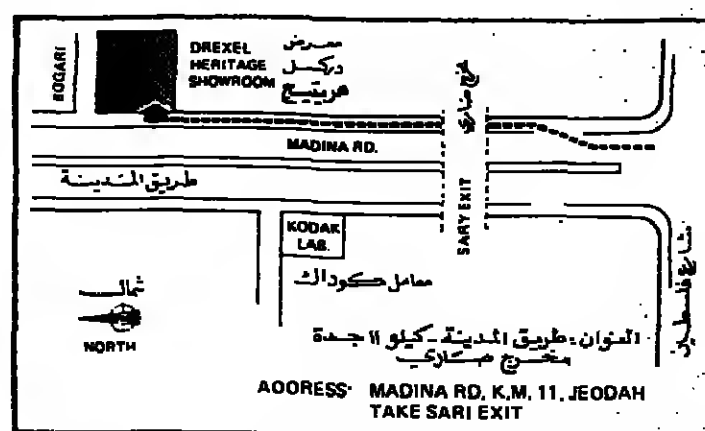 BOGARI
DREXEL
HERITAGE
SHOWROOM
معرض
دركسل
هريتيج
مخرج صاري
MADINA RD.
طريق المدينة
SARY EXIT
KODAK
LAB.
معامل كوداك
شارع فلسطين
شمال
NORTH
العنوان : طريق المدينة - كيلو ١١ جدة
مخرج صاري
AOORESS' MADINA RD, K,M, 11, JEODAH
TAKE SARI EXIT